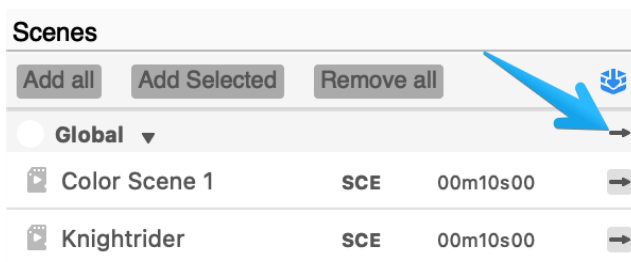 Scenes
Add all Add Selected Remove all
Global
Color Scene 1 SCE 00m10s00
Knightrider SCE 00m10s00